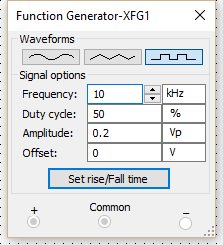 Function Generator-XFG1
Waveforms
Signal options
Frequency: 10 kHz
Duty cycle: 50 %
Amplitude: 0.2 Vp
Offset: 0 V
Set rise/Fall time
+ Common −